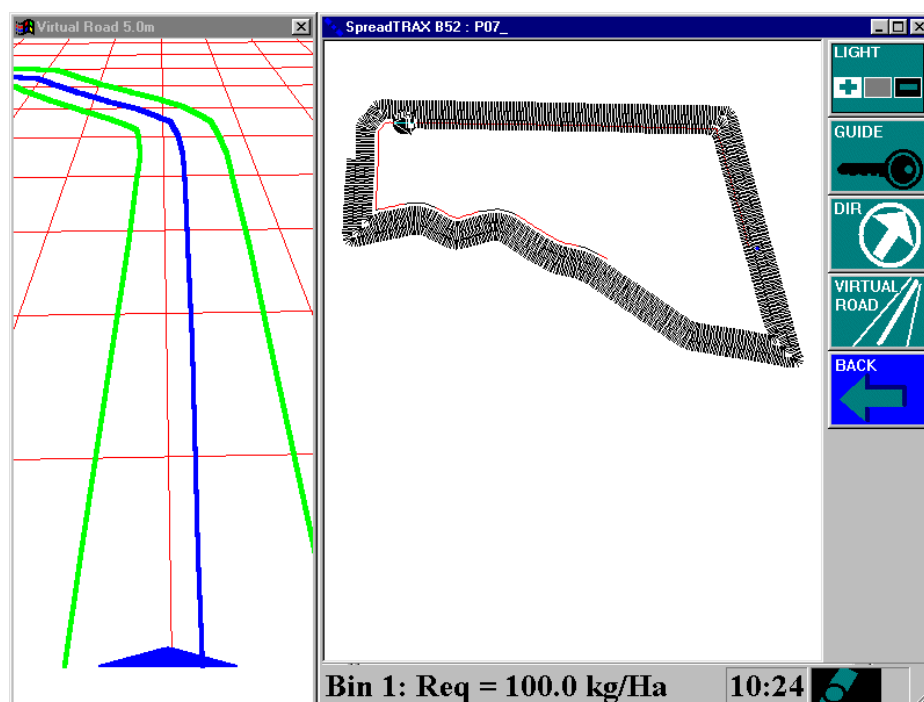 Virtual Road 5.0m
SpreadTRAX B52 : P07_
LIGHT
GUIDE
DIR
VIRTUAL
ROAD
BACK
Bin 1: Req = 100.0 kg/Ha
10:24